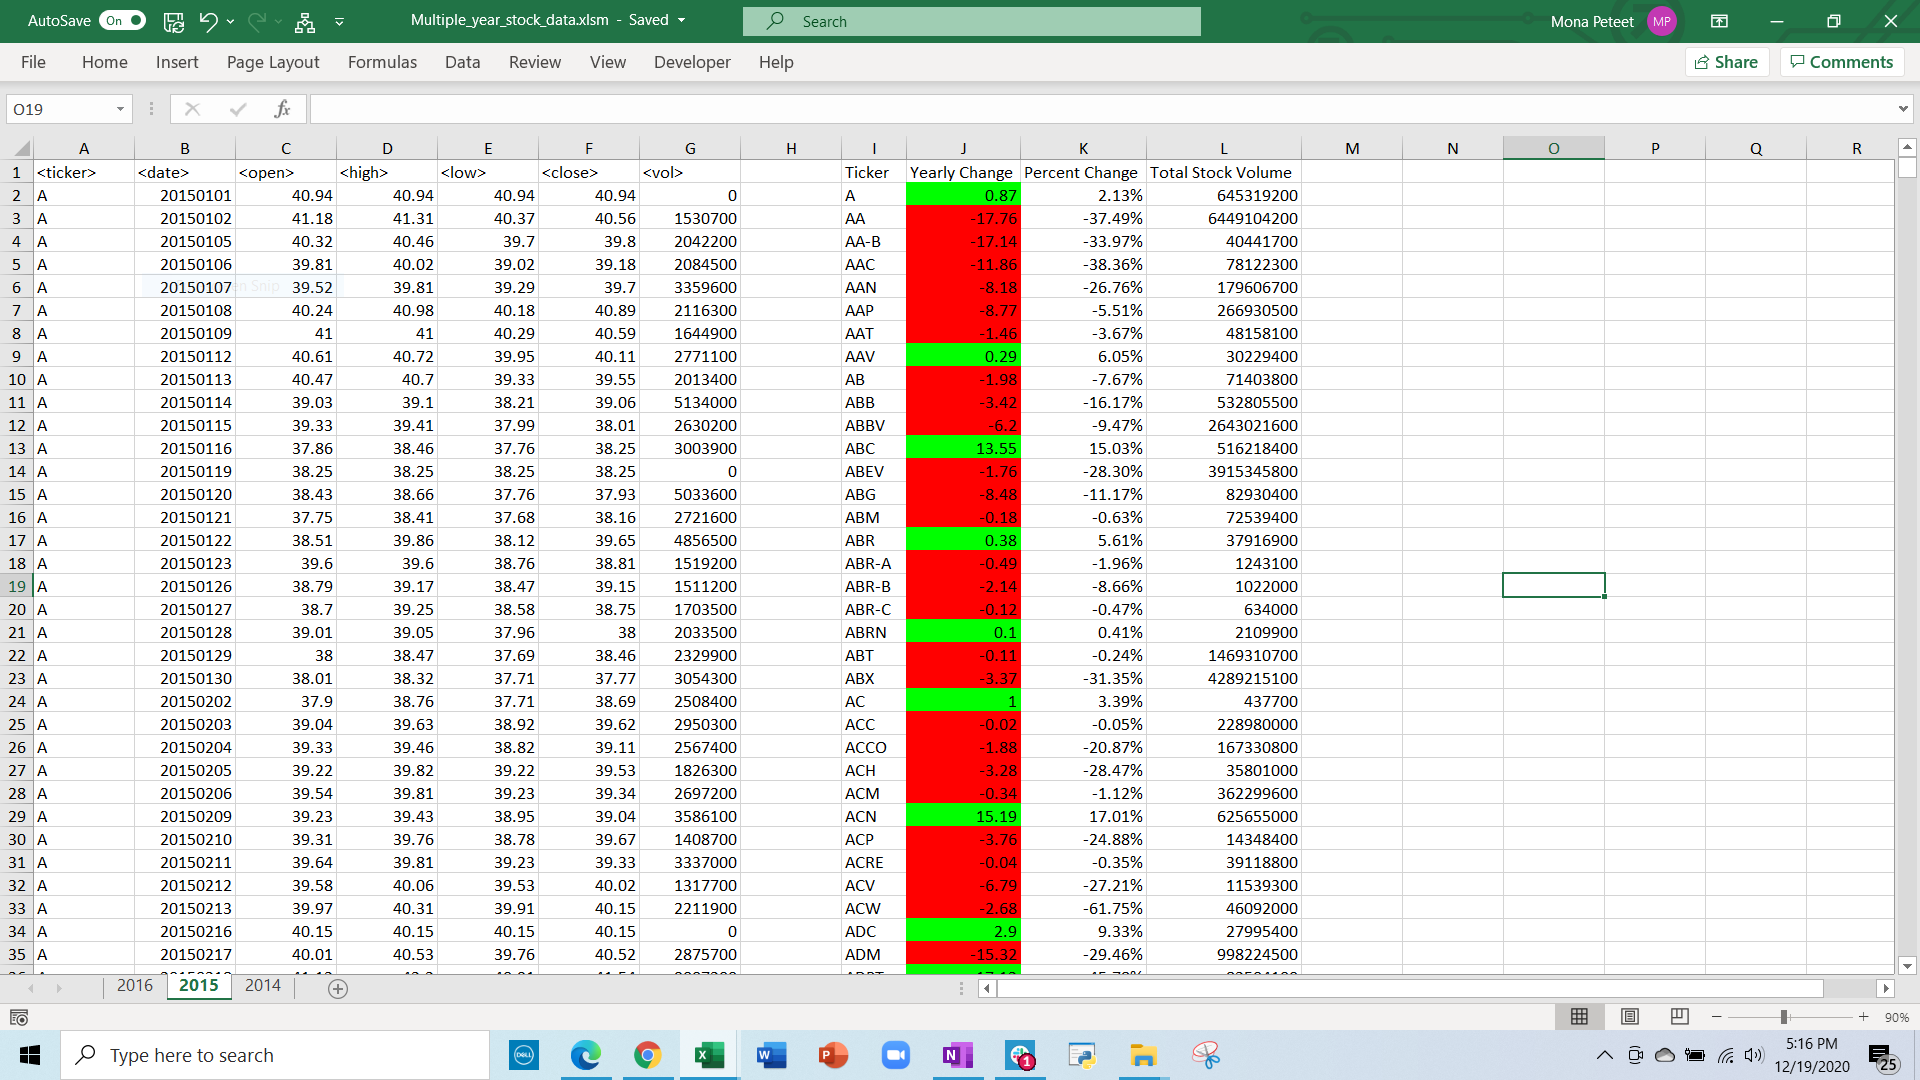 AutoSave On Multiple_year_stock_data.xlsm - Saved Search Mona Peteet MP
File Home Insert Page Layout Formulas Data Review View Developer Help Share Comments
O19 fx
A B C D E F G H I J K L M N O P Q R
1 <ticker> <date> <open> <high> <low> <close> <vol> Ticker Yearly Change Percent Change Total Stock Volume
2 A 20150101 40.94 40.94 40.94 40.94 0 A 0.87 2.13% 645319200
3 A 20150102 41.18 41.31 40.37 40.56 1530700 AA -17.76 -37.49% 6449104200
4 A 20150105 40.32 40.46 39.7 39.8 2042200 AA-B -17.14 -33.97% 40441700
5 A 20150106 39.81 40.02 39.02 39.18 2084500 AAC -11.86 -38.36% 78122300
6 A 20150107 39.52 39.81 39.29 39.7 3359600 AAN -8.18 -26.76% 179606700
7 A 20150108 40.24 40.98 40.18 40.89 2116300 AAP -8.77 -5.51% 266930500
8 A 20150109 41 41 40.29 40.59 1644900 AAT -1.46 -3.67% 48158100
9 A 20150112 40.61 40.72 39.95 40.11 2771100 AAV 0.29 6.05% 30229400
10 A 20150113 40.47 40.7 39.33 39.55 2013400 AB -1.98 -7.67% 71403800
11 A 20150114 39.03 39.1 38.21 39.06 5134000 ABB -3.42 -16.17% 532805500
12 A 20150115 39.33 39.41 37.99 38.01 2630200 ABBV -6.2 -9.47% 2643021600
13 A 20150116 37.86 38.46 37.76 38.25 3003900 ABC 13.55 15.03% 516218400
14 A 20150119 38.25 38.25 38.25 38.25 0 ABEV -1.76 -28.30% 3915345800
15 A 20150120 38.43 38.66 37.76 37.93 5033600 ABG -8.48 -11.17% 82930400
16 A 20150121 37.75 38.41 37.68 38.16 2721600 ABM -0.18 -0.63% 72539400
17 A 20150122 38.51 39.86 38.12 39.65 4856500 ABR 0.38 5.61% 37916900
18 A 20150123 39.6 39.6 38.76 38.81 1519200 ABR-A -0.49 -1.96% 1243100
19 A 20150126 38.79 39.17 38.47 39.15 1511200 ABR-B -2.14 -8.66% 1022000
20 A 20150127 38.7 39.25 38.58 38.75 1703500 ABR-C -0.12 -0.47% 634000
21 A 20150128 39.01 39.05 37.96 38 2033500 ABRN 0.1 0.41% 2109900
22 A 20150129 38 38.47 37.69 38.46 2329900 ABT -0.11 -0.24% 1469310700
23 A 20150130 38.01 38.32 37.71 37.77 3054300 ABX -3.37 -31.35% 4289215100
24 A 20150202 37.9 38.76 37.71 38.69 2508400 AC 1 3.39% 437700
25 A 20150203 39.04 39.63 38.92 39.62 2950300 ACC -0.02 -0.05% 228980000
26 A 20150204 39.33 39.46 38.82 39.11 2567400 ACCO -1.88 -20.87% 167330800
27 A 20150205 39.22 39.82 39.22 39.53 1826300 ACH -3.28 -28.47% 35801000
28 A 20150206 39.54 39.81 39.23 39.34 2697200 ACM -0.34 -1.12% 362299600
29 A 20150209 39.23 39.43 38.95 39.04 3586100 ACN 15.19 17.01% 625655000
30 A 20150210 39.31 39.76 38.78 39.67 1408700 ACP -3.76 -24.88% 14348400
31 A 20150211 39.64 39.81 39.23 39.33 3337000 ACRE -0.04 -0.35% 39118800
32 A 20150212 39.58 40.06 39.53 40.02 1317700 ACV -6.79 -27.21% 11539300
33 A 20150213 39.97 40.31 39.91 40.15 2211900 ACW -2.68 -61.75% 46092000
34 A 20150216 40.15 40.15 40.15 40.15 0 ADC 2.9 9.33% 27995400
35 A 20150217 40.01 40.53 39.76 40.52 2875700 ADM -15.32 -29.46% 998224500
2016 2015 2014
90%
Type here to search DELL 1 5:16 PM
12/19/2020 25